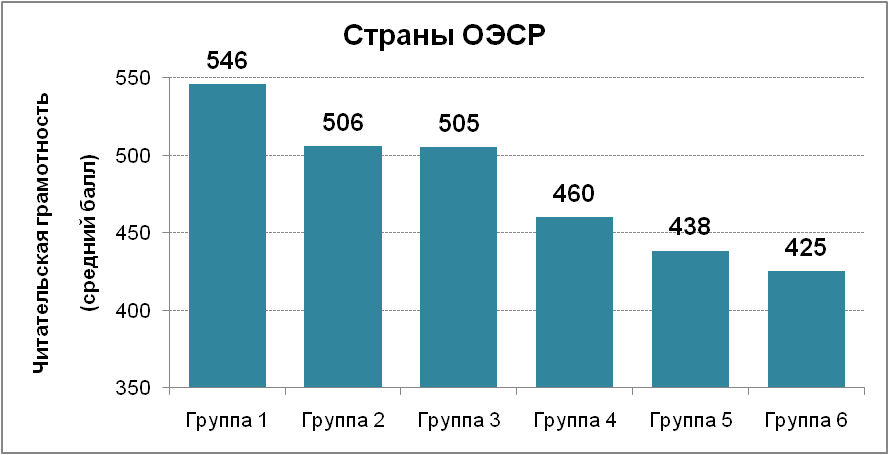 Страны ОЭСР
Читательская грамотность
(средний балл)
550
500
450
400
350
546
506
505
460
438
425
Группа 1
Группа 2
Группа 3
Группа 4
Группа 5
Группа 6